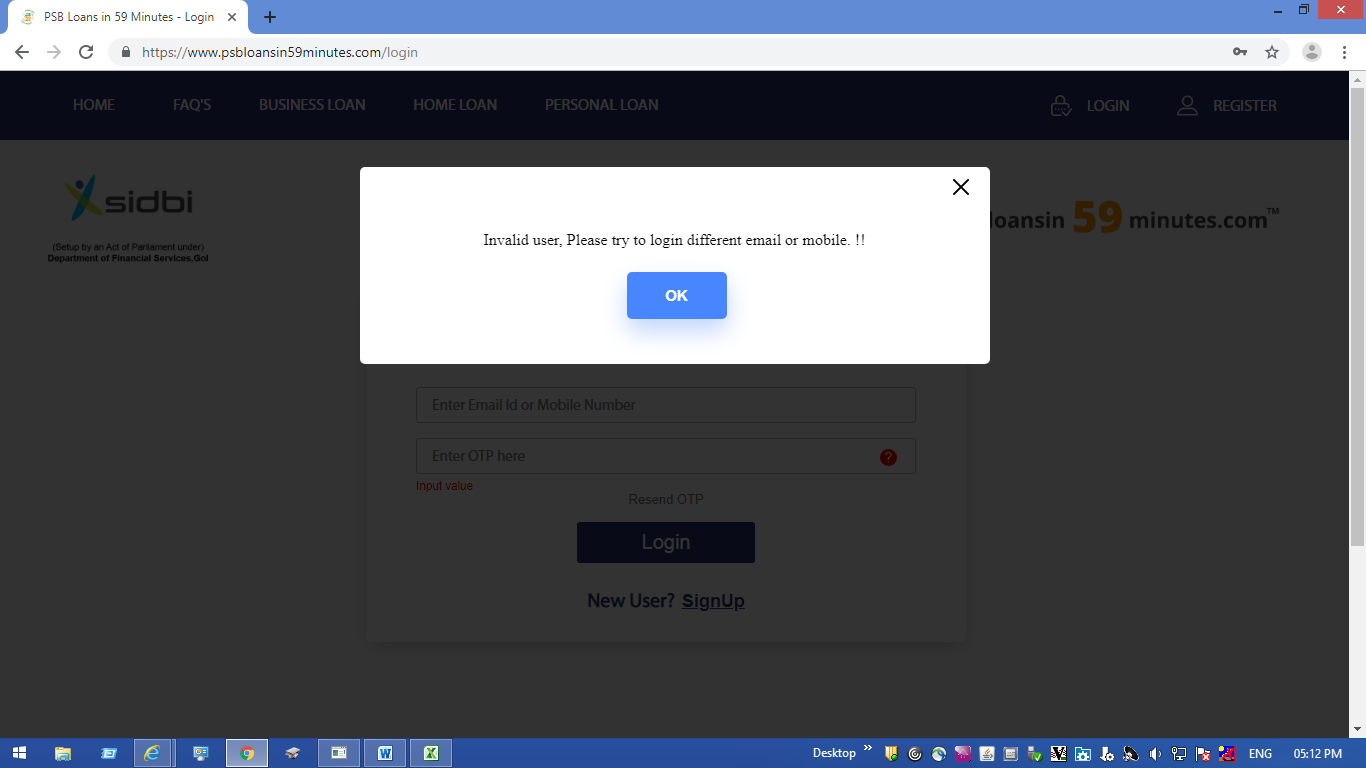 PSB Loans in 59 Minutes - Login
https://www.psbloansin59minutes.com/login
HOME FAQ'S BUSINESS LOAN HOME LOAN PERSONAL LOAN LOGIN REGISTER
sidbi
(Setup by an Act of Parliament under)
Department of Financial Services,GoI
loansin 59 minutes.com™
Invalid user, Please try to login different email or mobile. !!
OK
Enter Email Id or Mobile Number
Enter OTP here ?
Input value
Resend OTP
Login
New User? SignUp
Desktop ENG 05:12 PM